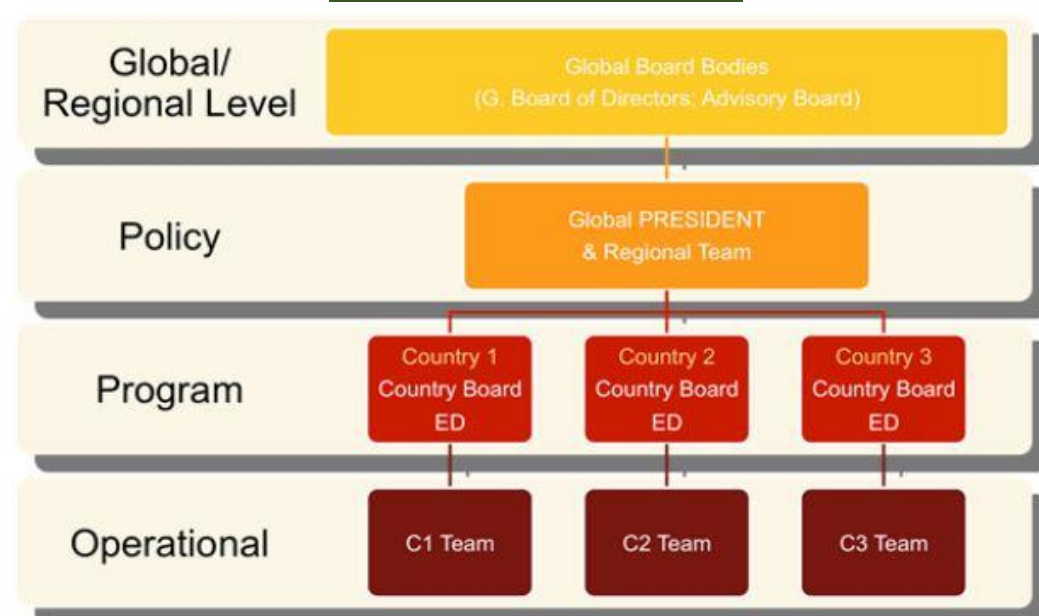 Global/
Regional Level
Global Board Bodies
(G. Board of Directors; Advisory Board)
Policy
Global PRESIDENT
& Regional Team
Program
Country 1
Country Board
ED
Country 2
Country Board
ED
Country 3
Country Board
ED
Operational
C1 Team
C2 Team
C3 Team